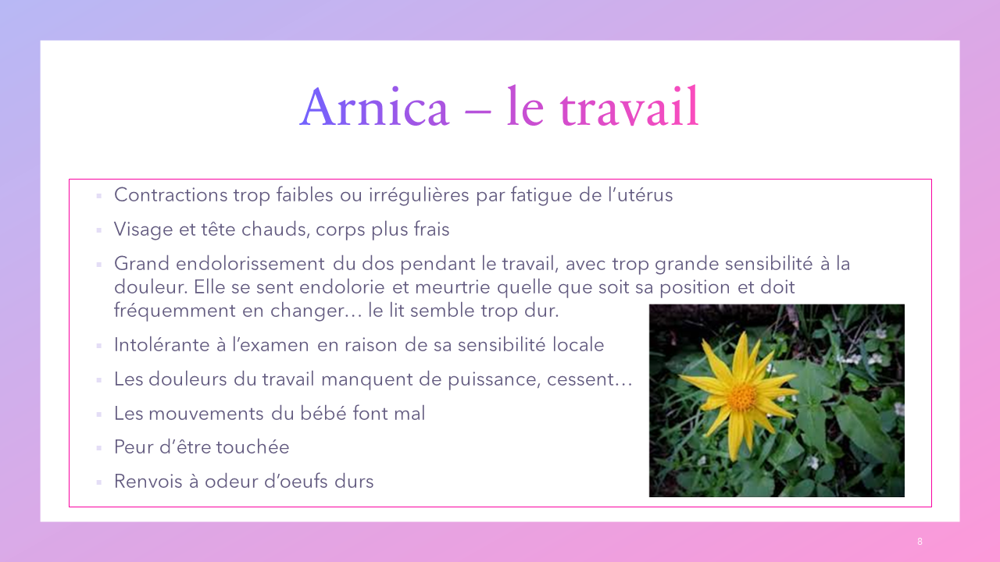 Arnica – le travail
Contractions trop faibles ou irrégulières par fatigue de l’utérus
Visage et tête chauds, corps plus frais
Grand endolorissement du dos pendant le travail, avec trop grande sensibilité à la
douleur. Elle se sent endolorie et meurtrie quelle que soit sa position et doit
fréquemment en changer… le lit semble trop dur.
Intolérante à l’examen en raison de sa sensibilité locale
Les douleurs du travail manquent de puissance, cessent…
Les mouvements du bébé font mal
Peur d’être touchée
Renvois à odeur d’oeufs durs
8